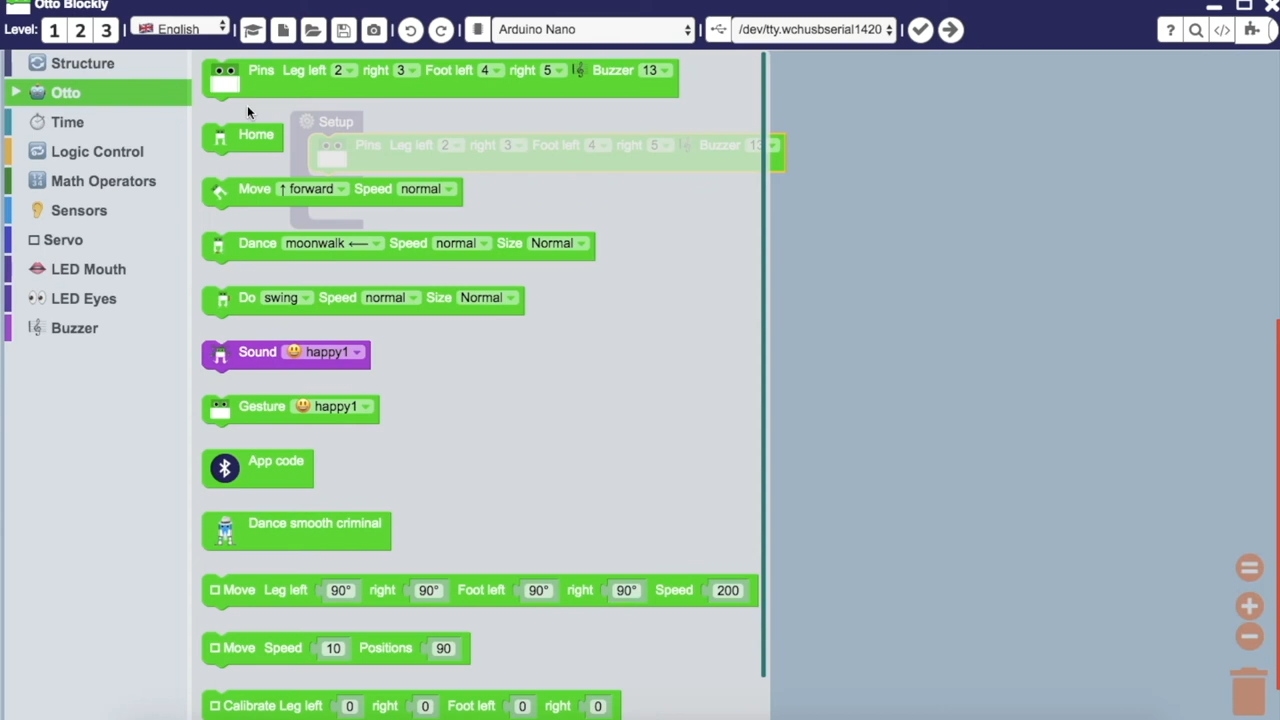 Otto Blockly
Level: 1 2 3 English Arduino Nano /dev/tty.wchusbserial1420 ?
Structure
Otto
Time
Logic Control
Math Operators
Sensors
Servo
LED Mouth
LED Eyes
Buzzer
Pins Leg left 2 right 3 Foot left 4 right 5 Buzzer 13
Setup
Pins Leg left 2 right 3 Foot left 4 right 5 Buzzer 13
Home
Move ↑ forward Speed normal
Dance moonwalk ⟵ Speed normal Size Normal
Do swing Speed normal Size Normal
Sound 😃 happy1
Gesture 😃 happy1
App code
Dance smooth criminal
Move Leg left 90° right 90° Foot left 90° right 90° Speed 200
Move Speed 10 Positions 90
Calibrate Leg left 0 right 0 Foot left 0 right 0